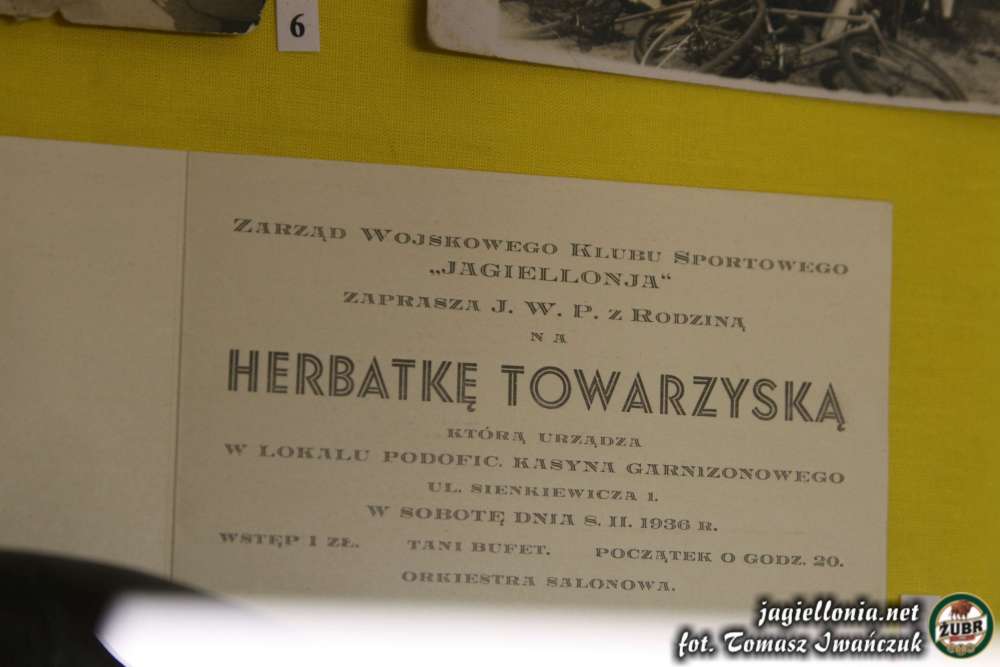 6
ZARZĄD WOJSKOWEGO KLUBU SPORTOWEGO
„JAGIELLONJA“
ZAPRASZA J. W. P. Z RODZINĄ
NA
HERBATKĘ TOWARZYSKĄ
KTÓRĄ URZĄDZA
W LOKALU PODOFIC. KASYNA GARNIZONOWEGO
UL. SIENKIEWICZA 1.
W SOBOTĘ DNIA 8. II. 1936 R.
WSTĘP 1 ZŁ. TANI BUFET. POCZĄTEK O GODZ. 20.
ORKIESTRA SALONOWA.
jagiellonia.net
fot. Tomasz Iwańczuk
ŻUBR